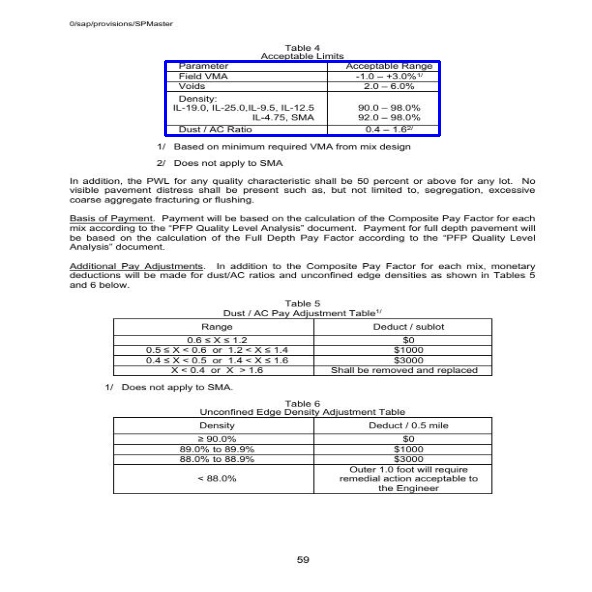 0/sap/provisions/SPMaster
Table 4
Acceptable Limits
Parameter Acceptable Range
Field VMA -1.0 – +3.0%1/
Voids 2.0 – 6.0%
Density:
IL-19.0, IL-25.0,IL-9.5, IL-12.5 90.0 – 98.0%
IL-4.75, SMA 92.0 – 98.0%
Dust / AC Ratio 0.4 – 1.62/
1/ Based on minimum required VMA from mix design
2/ Does not apply to SMA
In addition, the PWL for any quality characteristic shall be 50 percent or above for any lot. No
visible pavement distress shall be present such as, but not limited to, segregation, excessive
coarse aggregate fracturing or flushing.
Basis of Payment. Payment will be based on the calculation of the Composite Pay Factor for each
mix according to the “PFP Quality Level Analysis” document. Payment for full depth pavement will
be based on the calculation of the Full Depth Pay Factor according to the “PFP Quality Level
Analysis” document.
Additional Pay Adjustments. In addition to the Composite Pay Factor for each mix, monetary
deductions will be made for dust/AC ratios and unconfined edge densities as shown in Tables 5
and 6 below.
Table 5
Dust / AC Pay Adjustment Table1/
Range Deduct / sublot
0.6 ≤ X ≤ 1.2 $0
0.5 ≤ X < 0.6 or 1.2 < X ≤ 1.4 $1000
0.4 ≤ X < 0.5 or 1.4 < X ≤ 1.6 $3000
X < 0.4 or X > 1.6 Shall be removed and replaced
1/ Does not apply to SMA.
Table 6
Unconfined Edge Density Adjustment Table
Density Deduct / 0.5 mile
≥ 90.0% $0
89.0% to 89.9% $1000
88.0% to 88.9% $3000
< 88.0% Outer 1.0 foot will require
remedial action acceptable to
the Engineer
59